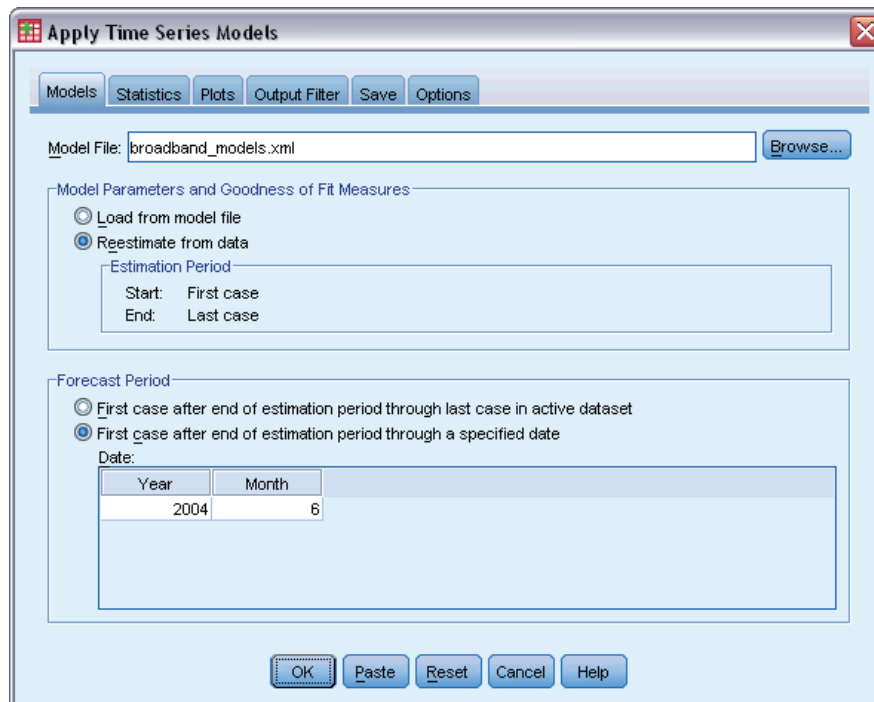 Apply Time Series Models
Models Statistics Plots Output Filter Save Options
Model File: broadband_models.xml Browse...
Model Parameters and Goodness of Fit Measures
Load from model file
Reestimate from data
Estimation Period
Start: First case
End: Last case
Forecast Period
First case after end of estimation period through last case in active dataset
First case after end of estimation period through a specified date
Date:
Year Month
2004 6
OK Paste Reset Cancel Help